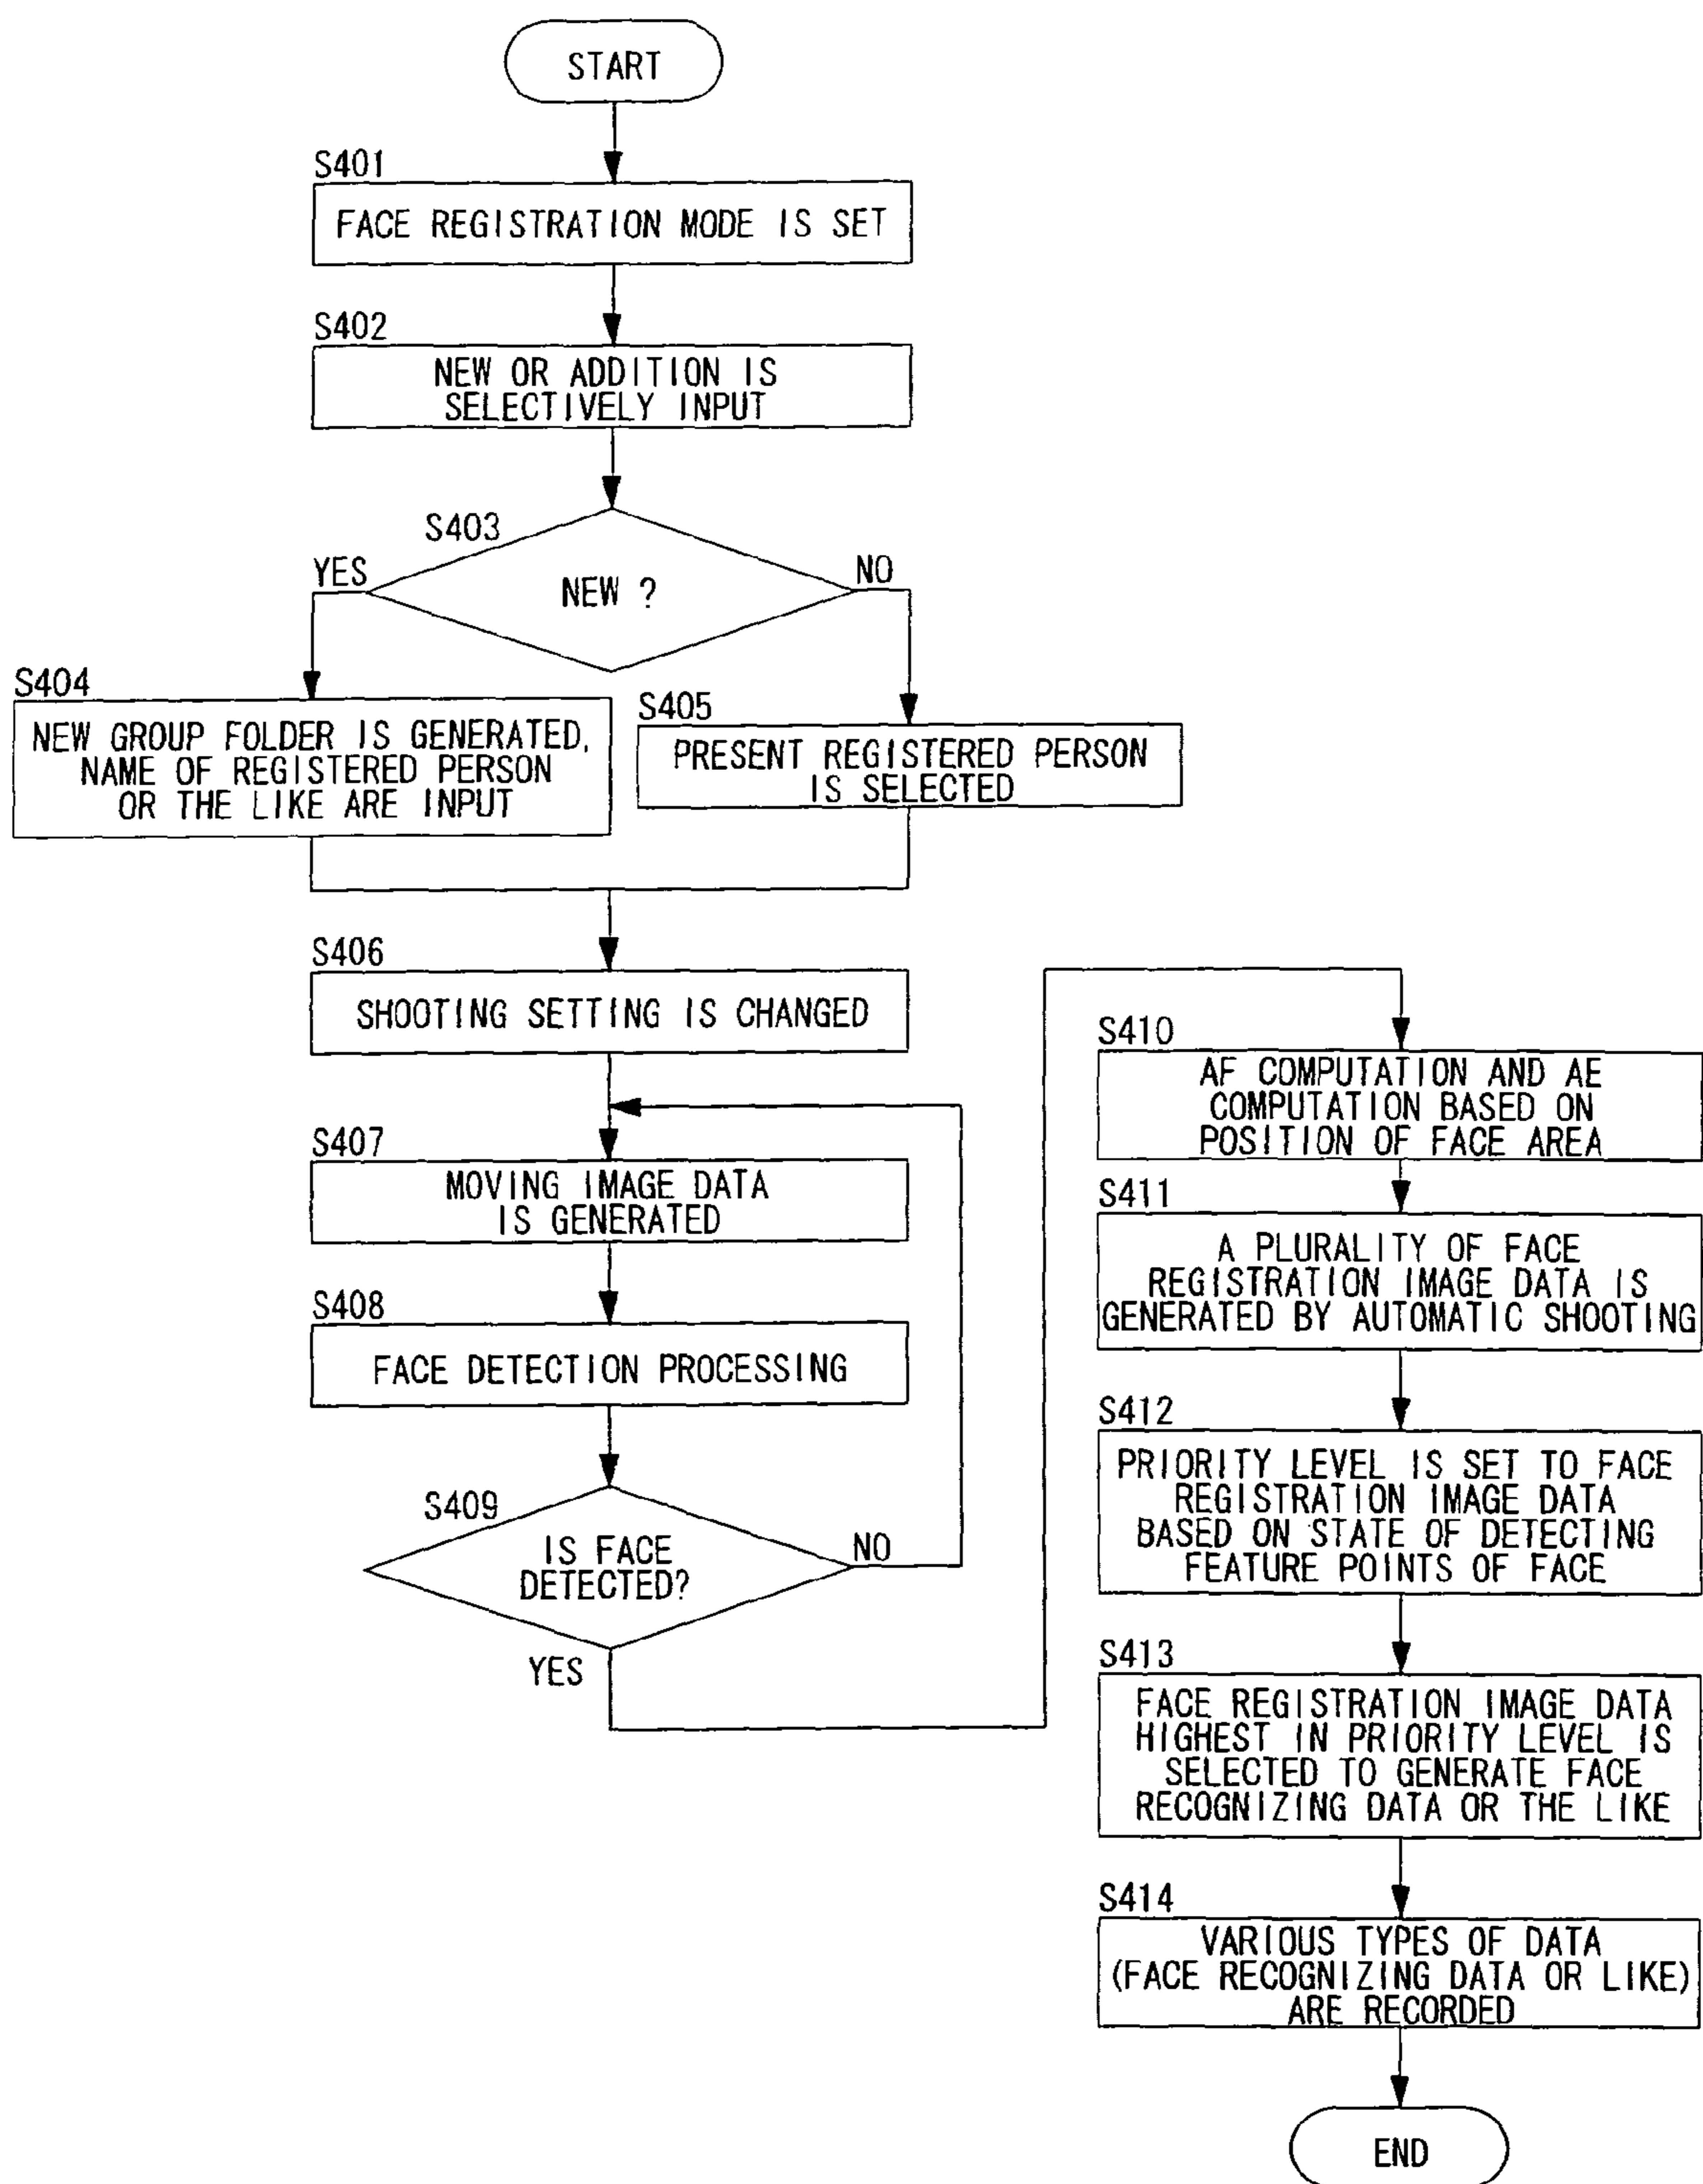 START
S401
FACE REGISTRATION MODE IS SET
S402
NEW OR ADDITION IS
SELECTIVELY INPUT
S403
YES
NO
NEW ?
S404
NEW GROUP FOLDER IS GENERATED,
NAME OF REGISTERED PERSON
OR THE LIKE ARE INPUT
S405
PRESENT REGISTERED PERSON
IS SELECTED
S406
SHOOTING SETTING IS CHANGED
S407
MOVING IMAGE DATA
IS GENERATED
S408
FACE DETECTION PROCESSING
S409
IS FACE
DETECTED?
NO
YES
S410
AF COMPUTATION AND AE
COMPUTATION BASED ON
POSITION OF FACE AREA
S411
A PLURALITY OF FACE
REGISTRATION IMAGE DATA IS
GENERATED BY AUTOMATIC SHOOTING
S412
PRIORITY LEVEL IS SET TO FACE
REGISTRATION IMAGE DATA
BASED ON STATE OF DETECTING
FEATURE POINTS OF FACE
S413
FACE REGISTRATION IMAGE DATA
HIGHEST IN PRIORITY LEVEL IS
SELECTED TO GENERATE FACE
RECOGNIZING DATA OR THE LIKE
S414
VARIOUS TYPES OF DATA
(FACE RECOGNIZING DATA OR LIKE)
ARE RECORDED
END